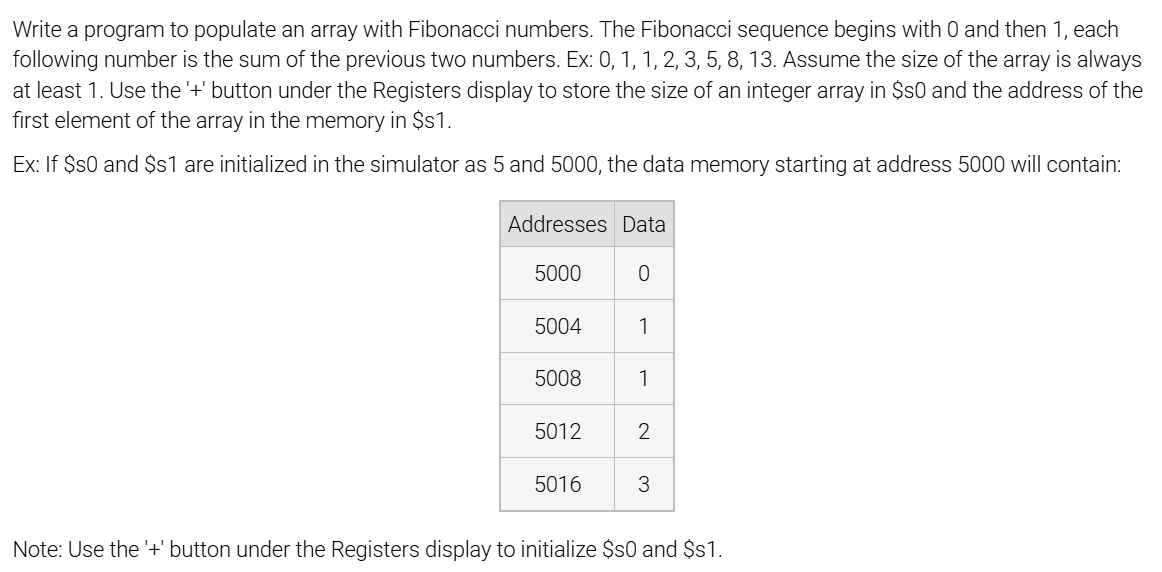 Write a program to populate an array with Fibonacci numbers. The Fibonacci sequence begins with 0 and then 1, each
following number is the sum of the previous two numbers. Ex: 0, 1, 1, 2, 3, 5, 8, 13. Assume the size of the array is always
at least 1. Use the '+' button under the Registers display to store the size of an integer array in $s0 and the address of the
first element of the array in the memory in $s1.
Ex: If $s0 and $s1 are initialized in the simulator as 5 and 5000, the data memory starting at address 5000 will contain:
Addresses Data
5000 0
5004 1
5008 1
5012 2
5016 3
Note: Use the '+' button under the Registers display to initialize $s0 and $s1.